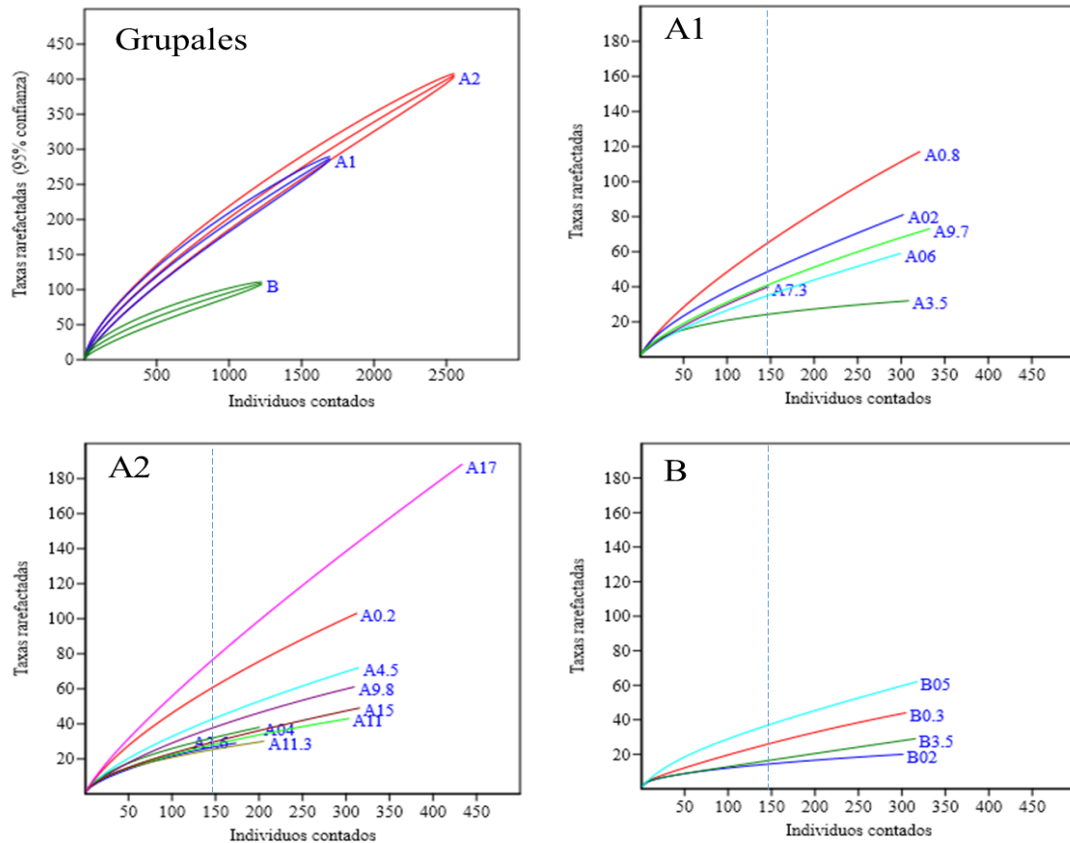 Grupales
Taxas rarefactadas (95% confianza)
450
400
350
300
250
200
150
100
50
0
A2
A1
B
500 1000 1500 2000 2500
Individuos contados
A1
Taxas rarefactadas
180
160
140
120
100
80
60
40
20
A0.8
A02
A9.7
A06
A7.3
A3.5
50 100 150 200 250 300 350 400 450
Individuos contados
A2
Taxas rarefactadas
180
160
140
120
100
80
60
40
20
A17
A0.2
A4.5
A9.8
A15
A11
A04
A11.3
50 100 150 200 250 300 350 400 450
Individuos contados
B
Taxas rarefactadas
180
160
140
120
100
80
60
40
20
B05
B0.3
B3.5
B02
50 100 150 200 250 300 350 400 450
Individuos contados